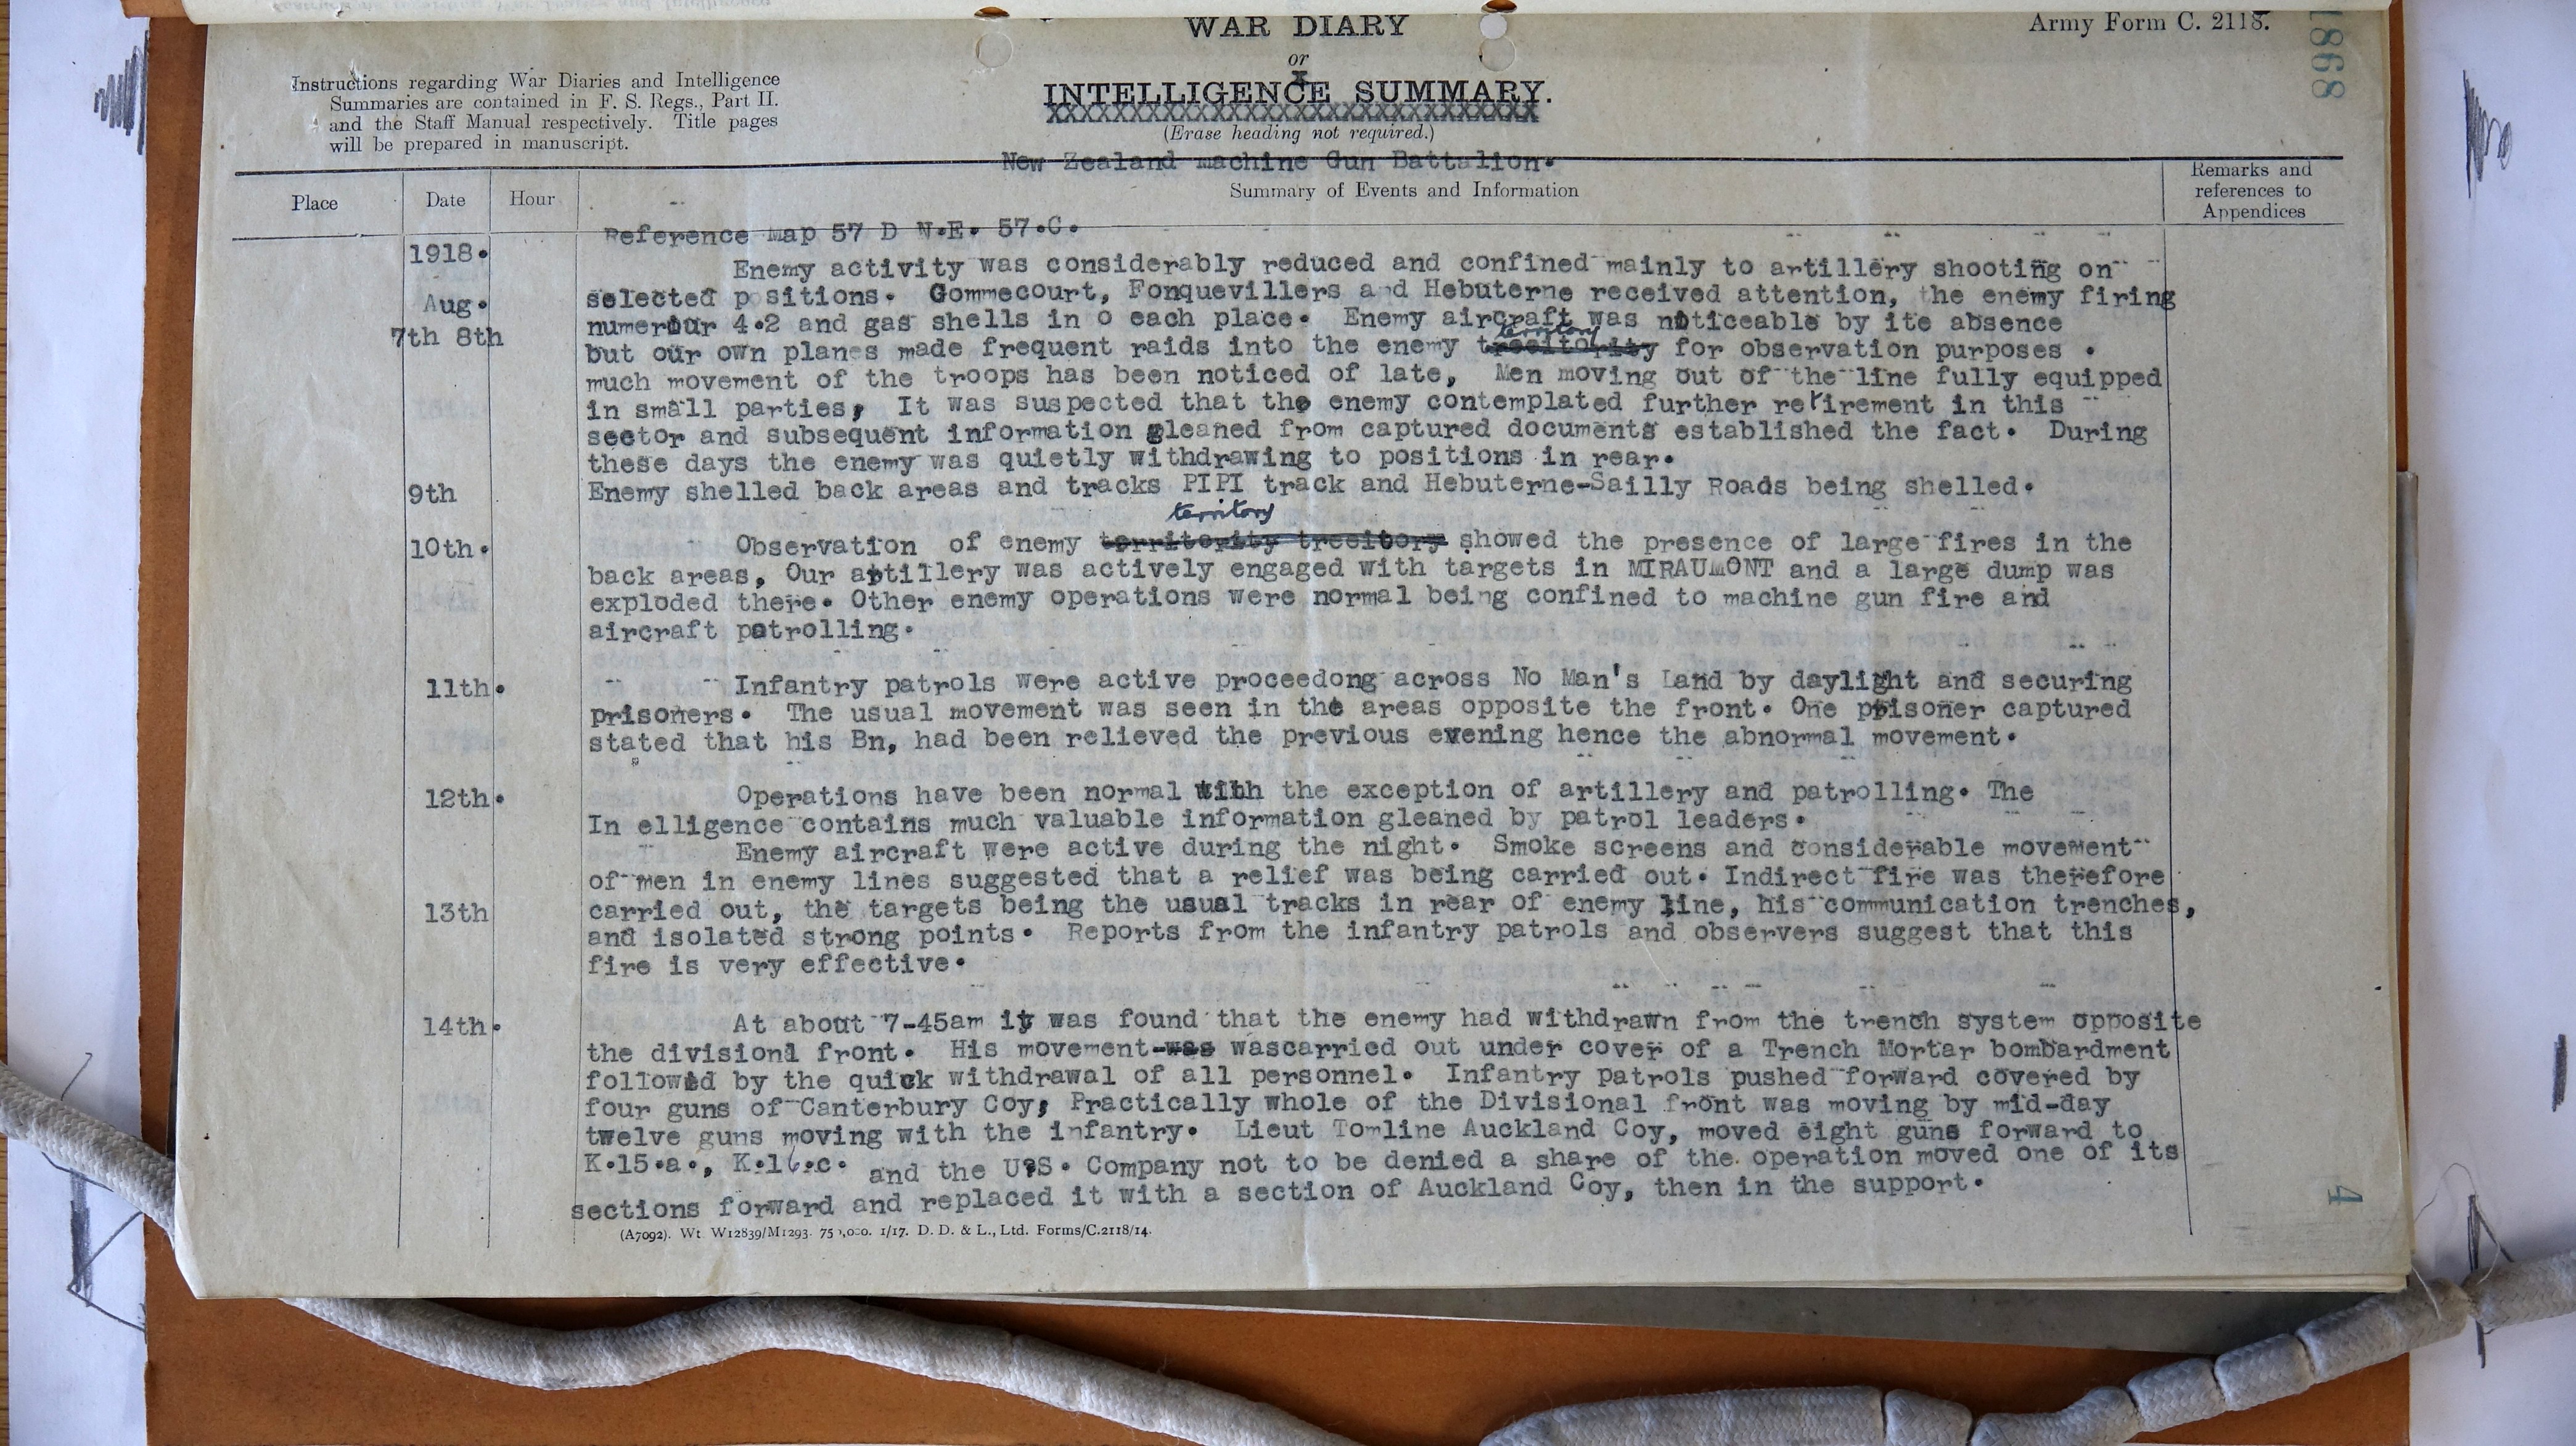 WAR DIARY
Army Form C. 2118.
or
Instructions regarding War Diaries and Intelligence
Summaries are contained in F. S. Regs., Part II.
and the Staff Manual respectively. Title pages
will be prepared in manuscript.
INTELLIGENCE SUMMARY.
(Erase heading not required.)
1868
New Zealand machine Gun Battalion.
Place
Date
Hour
Summary of Events and Information
Remarks and
references to
Appendices
Reference Map 57 D N.E. 57.C.
1918.
Enemy activity was considerably reduced and confined mainly to artillery shooting on
Aug.
selected p sitions. Gommecourt, Fonquevillers and Hebuterne received attention, the enemy firing
7th 8th
numerour 4.2 and gas shells in o each place. Enemy aircraft was noticeable by ite absence
territory
but our own planes made frequent raids into the enemy for observation purposes .
much movement of the troops has been noticed of late, Men moving out of the line fully equipped
in small parties, It was suspected that the enemy contemplated further retirement in this
sector and subsequent information gleaned from captured documents established the fact. During
these days the enemy was quietly withdrawing to positions in rear.
9th
Enemy shelled back areas and tracks PIPI track and Hebuterne-Sailly Roads being shelled.
territory
10th.
Observation of enemy territority treeitory showed the presence of large fires in the
back areas, Our artillery was actively engaged with targets in MIRAUMONT and a large dump was
exploded there. Other enemy operations were normal being confined to machine gun fire and
aircraft patrolling.
11th.
Infantry patrols were active proceedong across No Man's Land by daylight and securing
prisoners. The usual movement was seen in the areas opposite the front. One prisoner captured
stated that his Bn, had been relieved the previous evening hence the abnormal movement.
12th.
Operations have been normal with the exception of artillery and patrolling. The
In elligence contains much valuable information gleaned by patrol leaders.
Enemy aircraft were active during the night. Smoke screens and considerable movement
of men in enemy lines suggested that a relief was being carried out. Indirect fire was therefore
13th
carried out, the targets being the usual tracks in rear of enemy line, his communication trenches,
and isolated strong points. Reports from the infantry patrols and observers suggest that this
fire is very effective.
14th.
At about 7-45am it was found that the enemy had withdrawn from the trench system opposite
the divisionl front. His movement was wascarried out under cover of a Trench Mortar bombardment
followed by the quick withdrawal of all personnel. Infantry patrols pushed forward covered by
four guns of Canterbury Coy, Practically whole of the Divisional front was moving by mid-day
twelve guns moving with the infantry. Lieut Tomline Auckland Coy, moved eight guns forward to
K.15.a., K.16.c. and the U?S. Company not to be denied a share of the operation moved one of its
sections forward and replaced it with a section of Auckland Coy, then in the support.
4
(A7092). Wt W12839/M1293. 750,000. 1/17. D. D. & L., Ltd. Forms/C.2118/14.